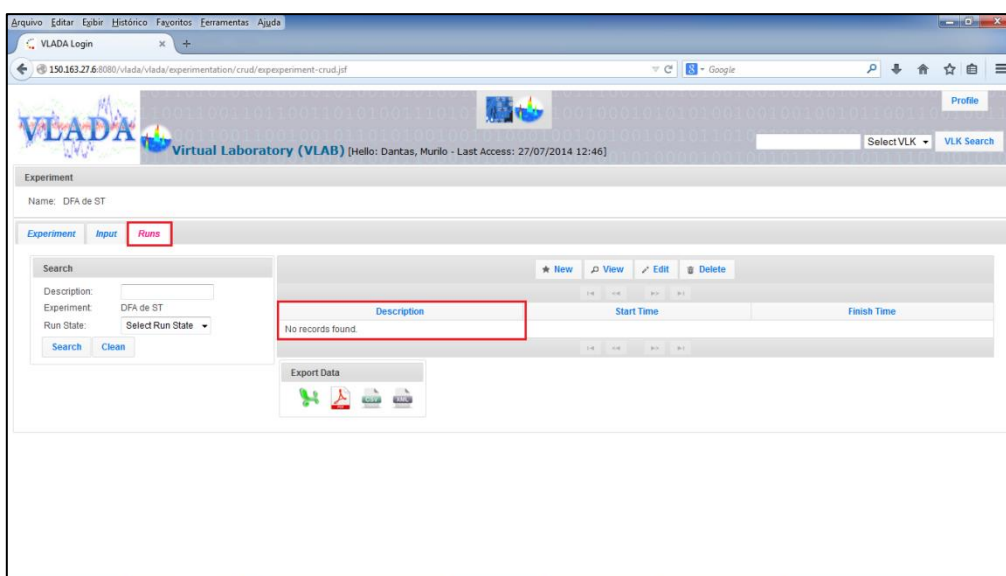 Arquivo Editar Exibir Histórico Favoritos Ferramentas Ajuda
VLADA Login
150.163.27.6:8080/vlada/vlada/experimentation/crud/expexperiment-crud.jsf
Google
VLADA
Profile
Virtual Laboratory (VLAB) [Hello: Dantas, Murilo - Last Access: 27/07/2014 12:46]
Select VLK
VLK Search
Experiment
Name: DFA de ST
Experiment Input Runs
Search
New View Edit Delete
Description:
Experiment: DFA de ST
Run State: Select Run State
Search Clean
Description Start Time Finish Time
No records found.
Export Data
PDF CSV XML